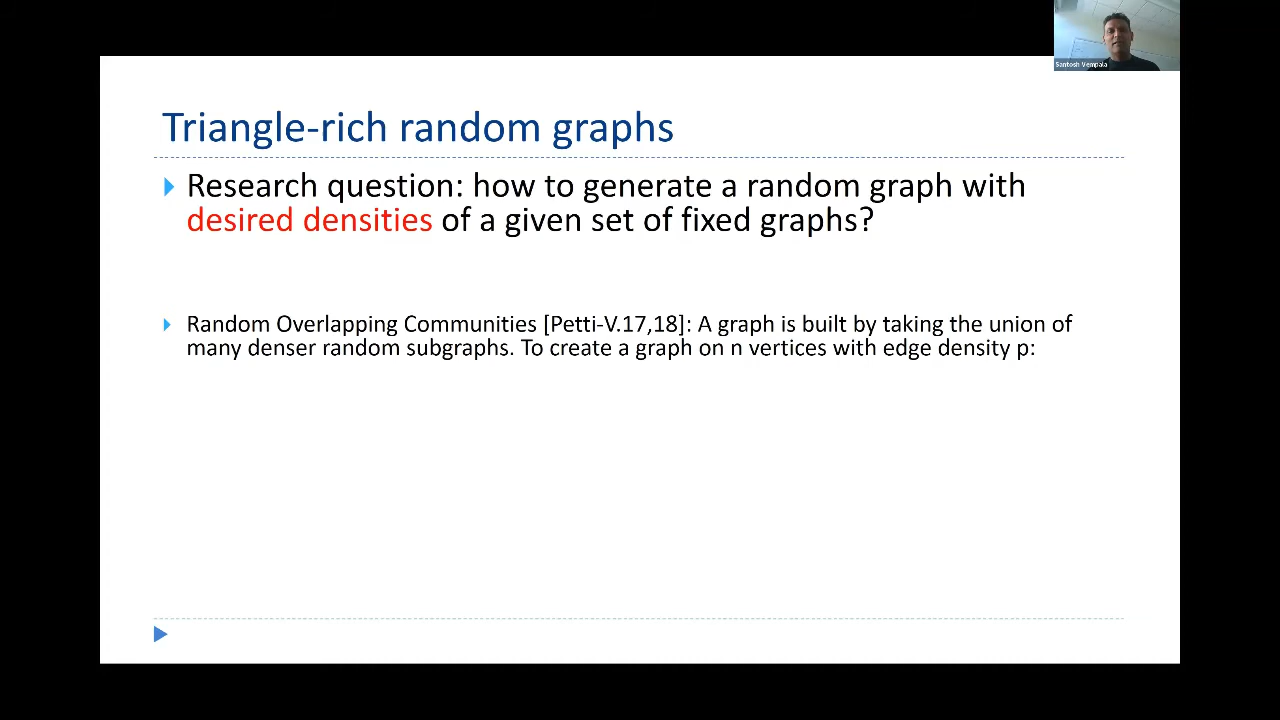 Santosh Vempala
Triangle-rich random graphs
Research question: how to generate a random graph with
desired densities of a given set of fixed graphs?
Random Overlapping Communities [Petti-V.17,18]: A graph is built by taking the union of
many denser random subgraphs. To create a graph on n vertices with edge density p: